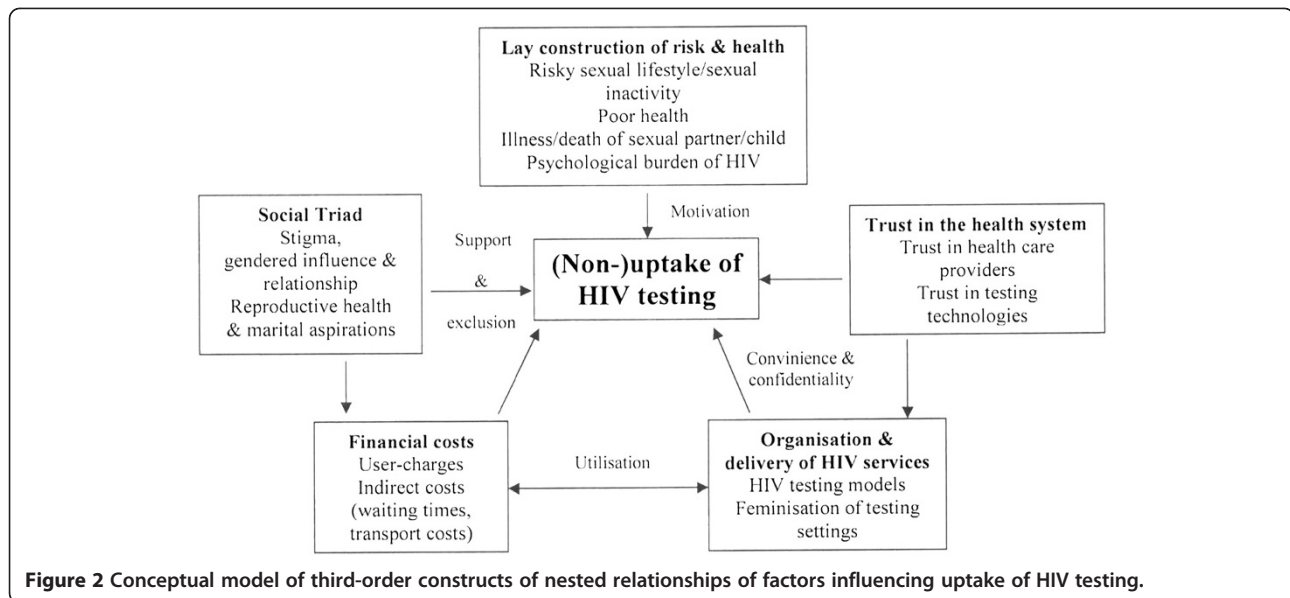 Lay construction of risk & health
Risky sexual lifestyle/sexual
inactivity
Poor health
Illness/death of sexual partner/child
Psychological burden of HIV
Motivation
Social Triad
Stigma,
gendered influence &
relationship
Reproductive health
& marital aspirations
Support
&
exclusion
(Non-)uptake of
HIV testing
Trust in the health system
Trust in health care
providers
Trust in testing
technologies
Convinience &
confidentiality
Financial costs
User-charges
Indirect costs
(waiting times,
transport costs)
Utilisation
Organisation &
delivery of HIV services
HIV testing models
Feminisation of testing
settings
Figure 2 Conceptual model of third-order constructs of nested relationships of factors influencing uptake of HIV testing.